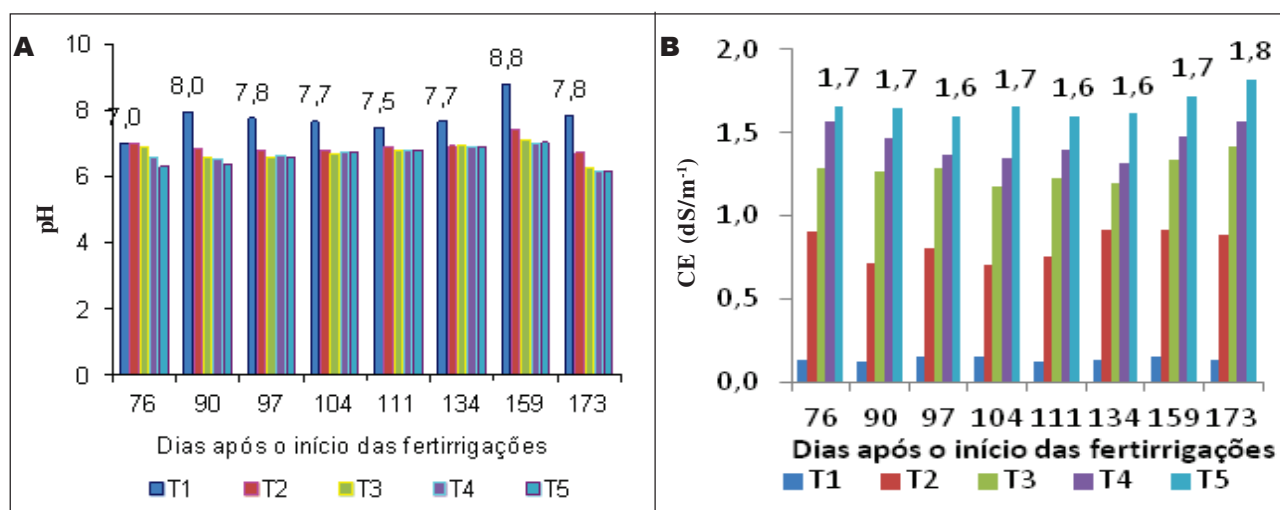 A
10
8
6
4
2
0
pH
7,0
8,0
7,8
7,7
7,5
7,7
8,8
7,8
76 90 97 104 111 134 159 173
Dias após o início das fertirrigações
T1 T2 T3 T4 T5
B
2,0
1,5
1,0
0,5
0,0
CE (dS/m-¹)
1,7 1,7 1,6 1,7 1,6 1,6 1,7 1,8
76 90 97 104 111 134 159 173
Dias após o início das fertirrigações
T1 T2 T3 T4 T5